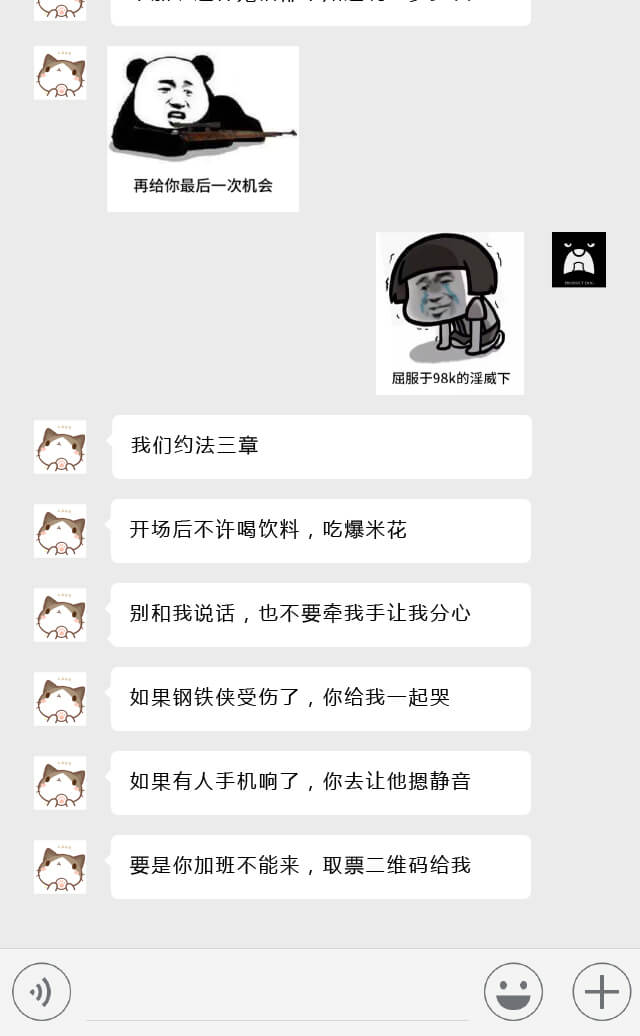 再给你最后一次机会
屈服于98k的淫威下
我们约法三章
开场后不许喝饮料，吃爆米花
别和我说话，也不要牵我手让我分心
如果钢铁侠受伤了，你给我一起哭
如果有人手机响了，你去让他摁静音
要是你加班不能来，取票二维码给我